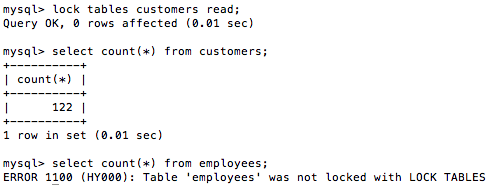 mysql> lock tables customers read;
Query OK, 0 rows affected (0.01 sec)
mysql> select count(*) from customers;
+----------+
| count(*) |
+----------+
|      122 |
+----------+
1 row in set (0.01 sec)
mysql> select count(*) from employees;
ERROR 1100 (HY000): Table 'employees' was not locked with LOCK TABLES